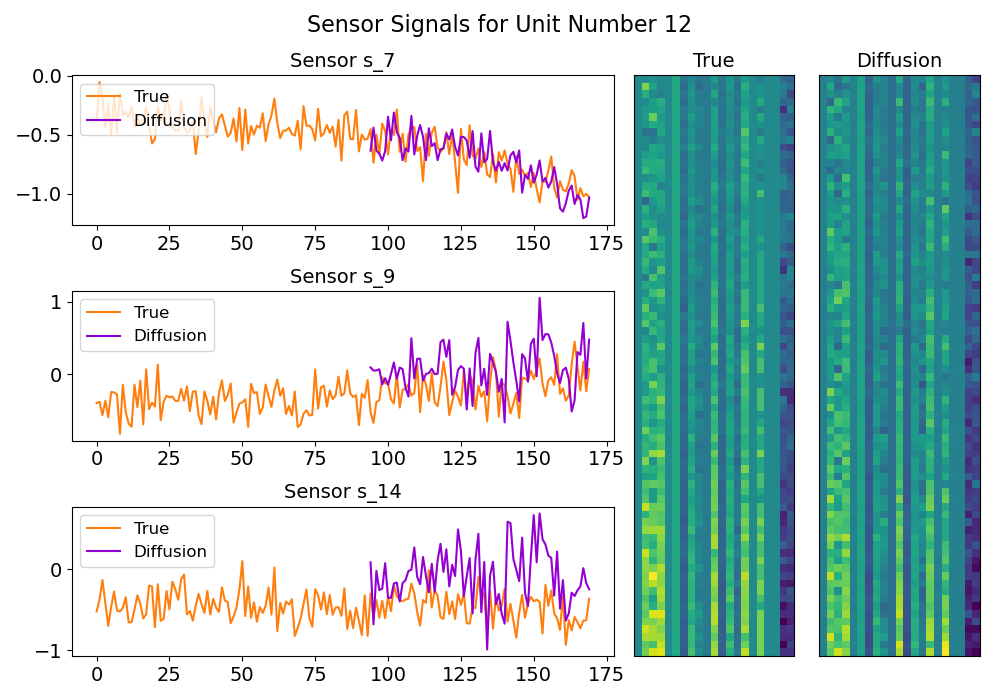 Sensor Signals for Unit Number 12
Sensor s_7
True
Diffusion
0.0
−0.5
−1.0
0 25 50 75 100 125 150 175
Sensor s_9
True
Diffusion
1
0
0 25 50 75 100 125 150 175
Sensor s_14
True
Diffusion
0
−1
0 25 50 75 100 125 150 175
True
Diffusion